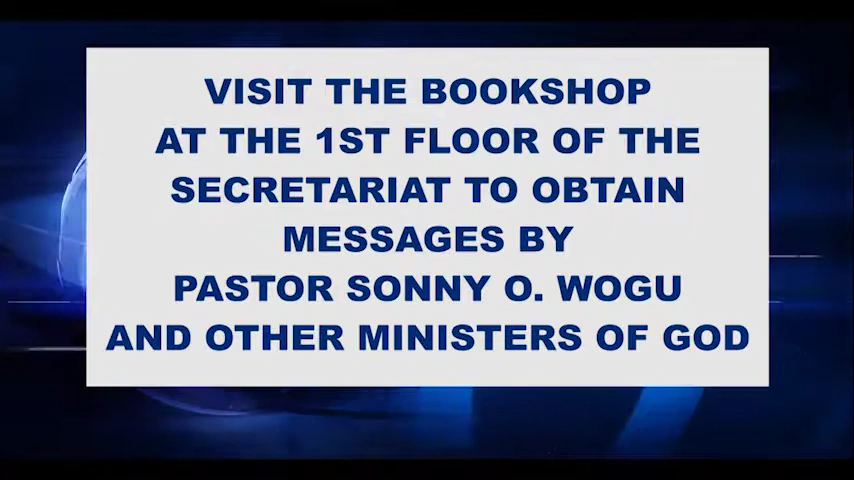 VISIT THE BOOKSHOP
AT THE 1ST FLOOR OF THE
SECRETARIAT TO OBTAIN
MESSAGES BY
PASTOR SONNY O. WOGU
AND OTHER MINISTERS OF GOD